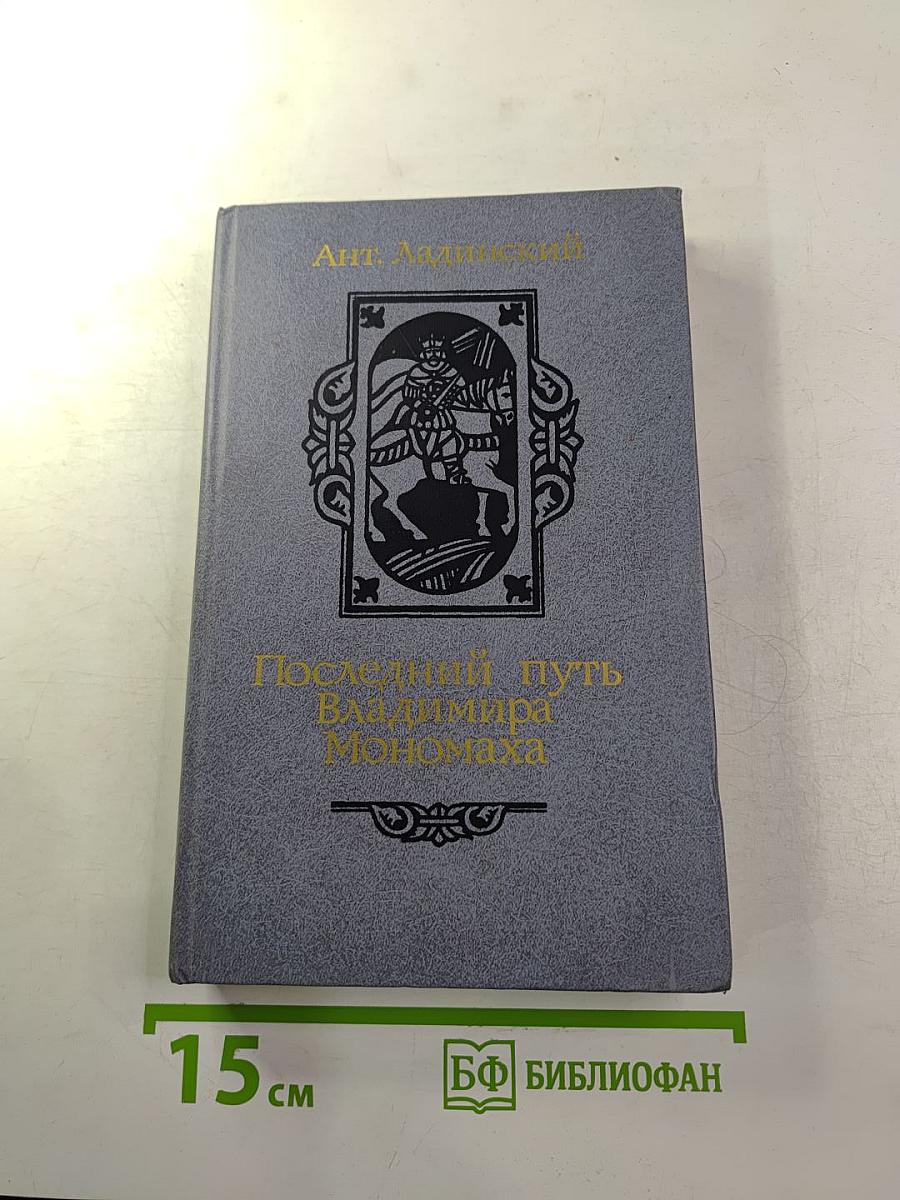 Ант. Ладинский
Последний путь
Владимира
Мономаха
15 см
БФ БИБЛИОФАН